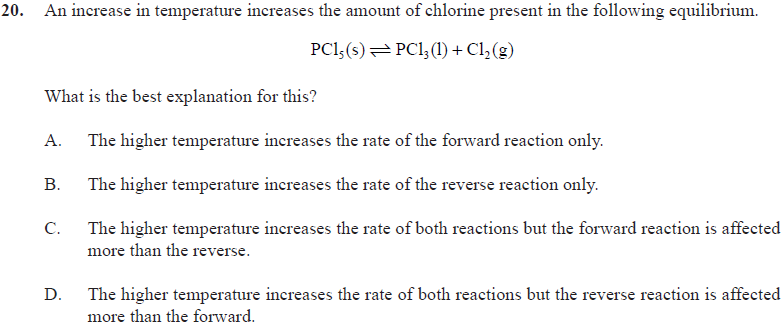 20. An increase in temperature increases the amount of chlorine present in the following equilibrium.
PCl₅(s) ⇌ PCl₃(l) + Cl₂(g)
What is the best explanation for this?
A. The higher temperature increases the rate of the forward reaction only.
B. The higher temperature increases the rate of the reverse reaction only.
C. The higher temperature increases the rate of both reactions but the forward reaction is affected
more than the reverse.
D. The higher temperature increases the rate of both reactions but the reverse reaction is affected
more than the forward.